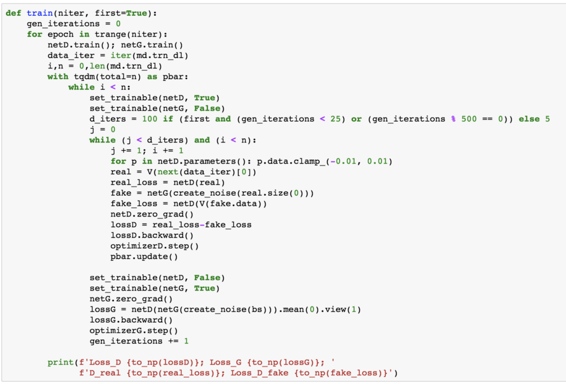 def train(niter, first=True):
    gen_iterations = 0
    for epoch in trange(niter):
        netD.train(); netG.train()
        data_iter = iter(md.trn_dl)
        i,n = 0,len(md.trn_dl)
        with tqdm(total=n) as pbar:
            while i < n:
                set_trainable(netD, True)
                set_trainable(netG, False)
                d_iters = 100 if (first and (gen_iterations < 25) or (gen_iterations % 500 == 0)) else 5
                j = 0
                while (j < d_iters) and (i < n):
                    j += 1; i += 1
                    for p in netD.parameters(): p.data.clamp_(-0.01, 0.01)
                    real = V(next(data_iter)[0])
                    real_loss = netD(real)
                    fake = netG(create_noise(real.size(0)))
                    fake_loss = netD(V(fake.data))
                    netD.zero_grad()
                    lossD = real_loss-fake_loss
                    lossD.backward()
                    optimizerD.step()
                    pbar.update()
                set_trainable(netD, False)
                set_trainable(netG, True)
                netG.zero_grad()
                lossG = netD(netG(create_noise(bs))).mean(0).view(1)
                lossG.backward()
                optimizerG.step()
                gen_iterations += 1
        print(f'Loss_D {to_np(lossD)}; Loss_G {to_np(lossG)}; '
              f'D_real {to_np(real_loss)}; Loss_D_fake {to_np(fake_loss)}')